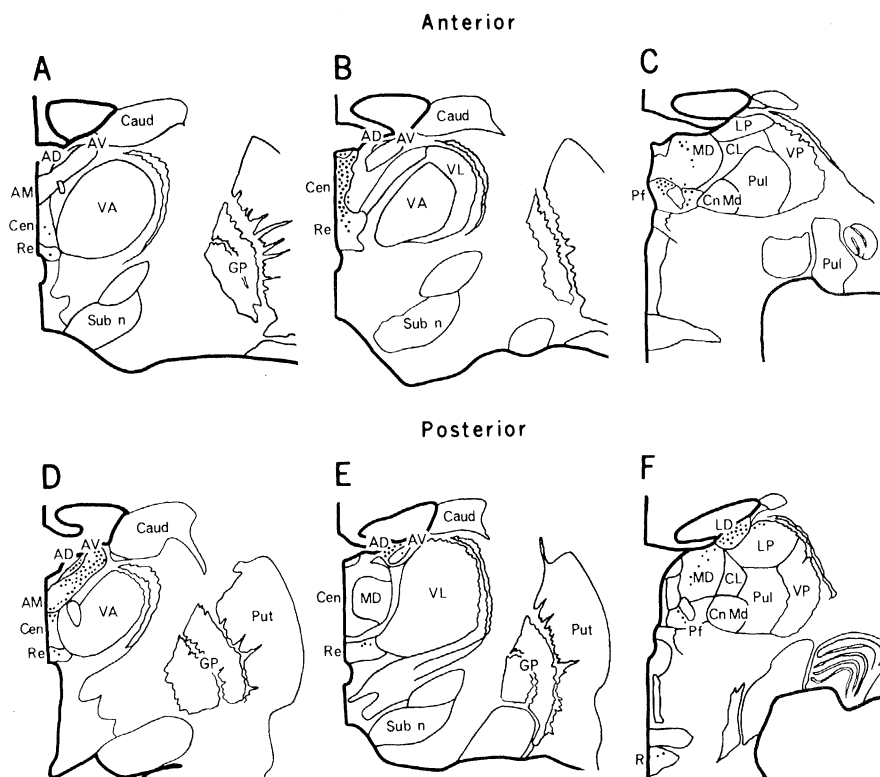 Anterior
A
Caud
AD
AV
AM
VA
Cen
Re
GP
Sub n
B
Caud
AD
AV
VL
Cen
VA
Re
Sub n
C
LP
MD
CL
VP
Pf
Pul
Cn Md
Pul
Posterior
D
Caud
AD
AV
AM
VA
Cen
Re
Put
GP
E
Caud
AD
AV
Cen
MD
VL
Re
Put
GP
Sub n
F
LD
LP
MD
CL
Pul
VP
Pf
Cn Md
R